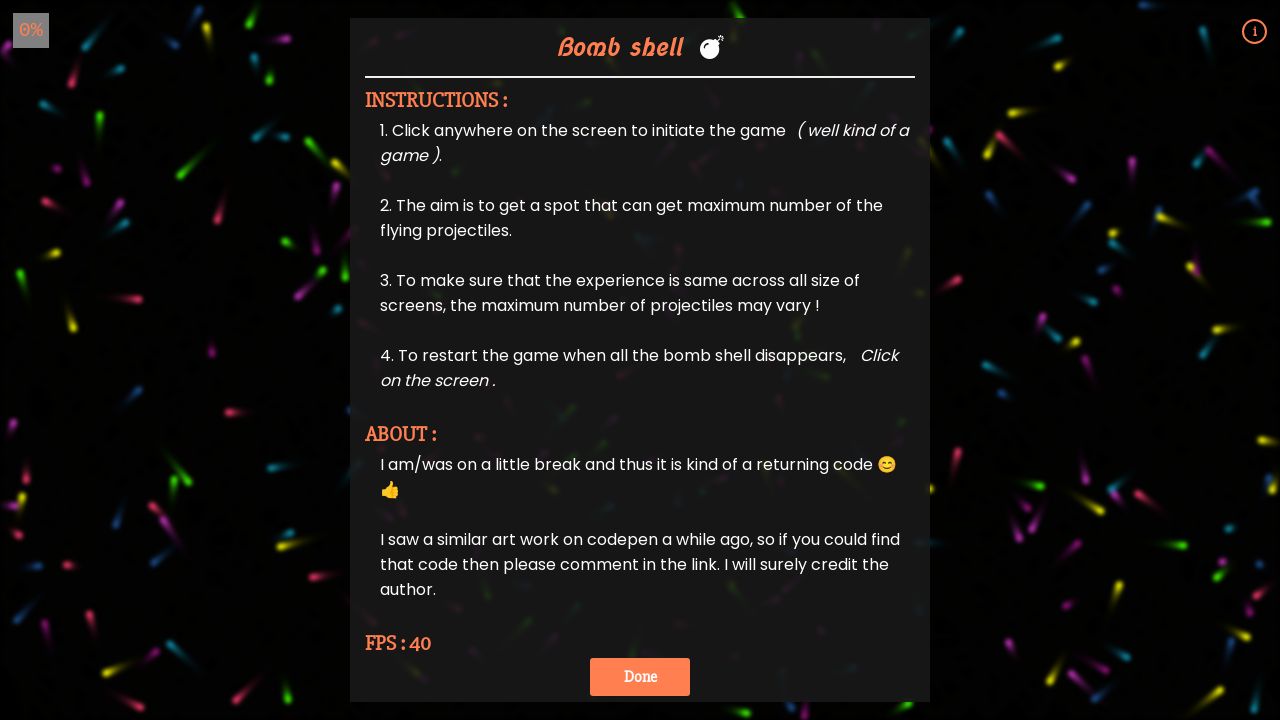 0%
i
Bomb shell 💣
INSTRUCTIONS :
1. Click anywhere on the screen to initiate the game ( well kind of a
game ).
2. The aim is to get a spot that can get maximum number of the
flying projectiles.
3. To make sure that the experience is same across all size of
screens, the maximum number of projectiles may vary !
4. To restart the game when all the bomb shell disappears, Click
on the screen .
ABOUT :
I am/was on a little break and thus it is kind of a returning code 😊
👍
I saw a similar art work on codepen a while ago, so if you could find
that code then please comment in the link. I will surely credit the
author.
FPS : 40
Done